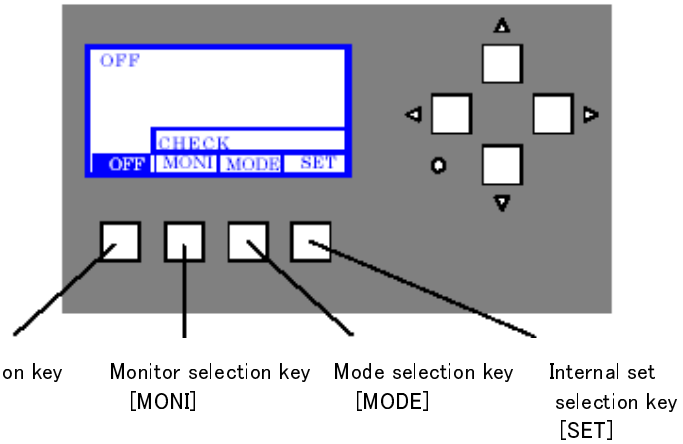 OFF
CHECK
OFF MONI MODE SET
on key Monitor selection key Mode selection key Internal set
[MONI] [MODE] selection key
[SET]